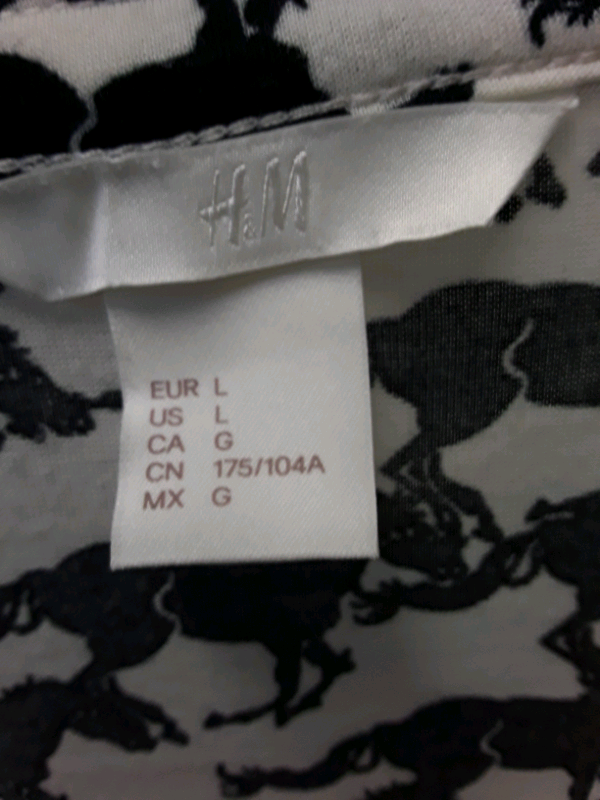 H&M
EUR L
US L
CA G
CN 175/104A
MX G